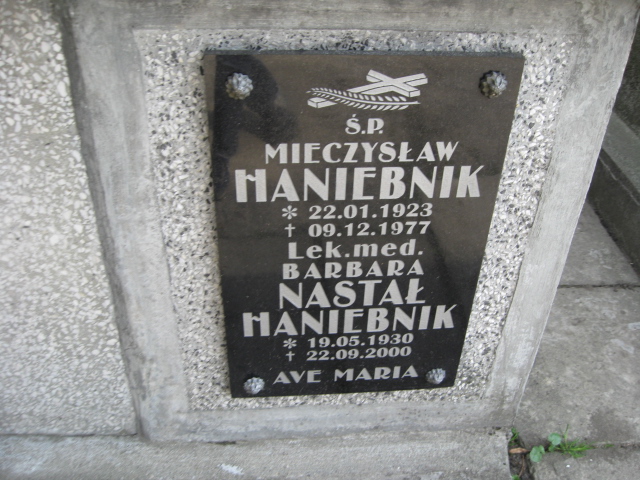 Ś.P.
MIECZYSŁAW
HANIEBNIK
* 22.01.1923
† 09.12.1977
Lek.med.
BARBARA
NASTAŁ
HANIEBNIK
* 19.05.1930
† 22.09.2000
AVE MARIA